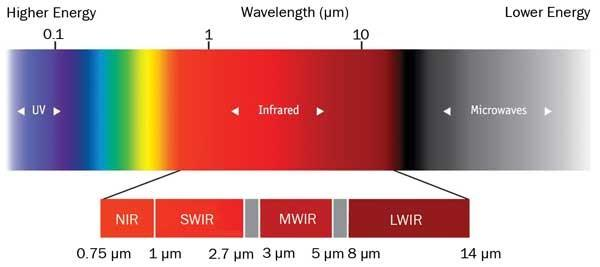 Higher Energy Wavelength (µm) Lower Energy
0.1 1 10
UV Infrared Microwaves
NIR SWIR MWIR LWIR
0.75 µm 1 µm 2.7 µm 3 µm 5 µm 8 µm 14 µm